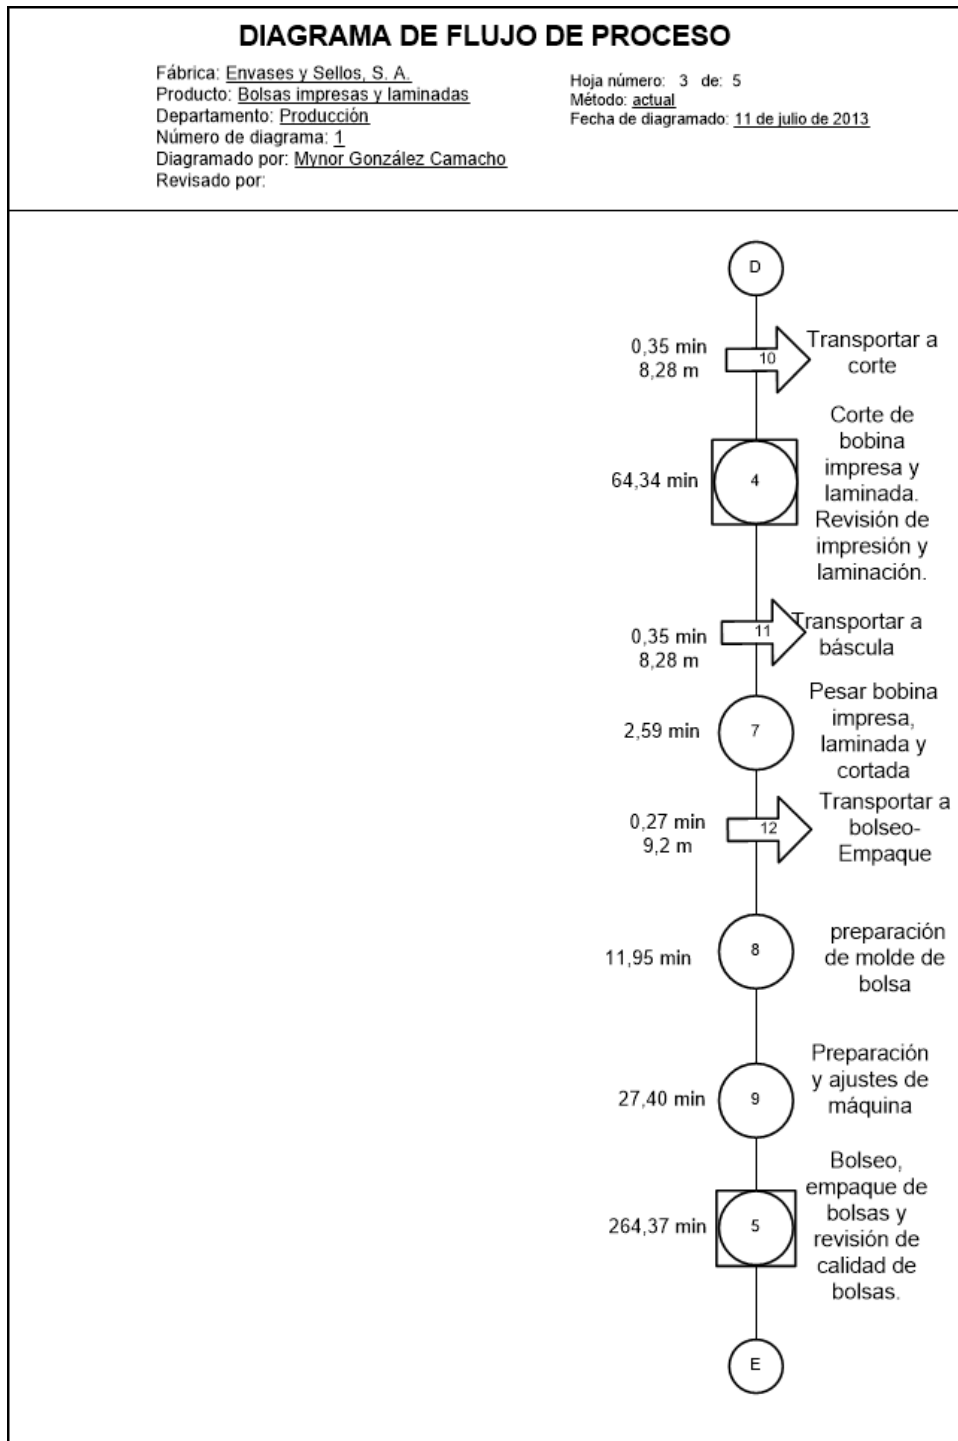 DIAGRAMA DE FLUJO DE PROCESO
Fábrica: Envases y Sellos, S. A.
Producto: Bolsas impresas y laminadas
Departamento: Producción
Número de diagrama: 1
Diagramado por: Mynor González Camacho
Revisado por:
Hoja número: 3 de: 5
Método: actual
Fecha de diagramado: 11 de julio de 2013
D
0,35 min
8,28 m
10
Transportar a
corte
64,34 min
4
Corte de
bobina
impresa y
laminada.
Revisión de
impresión y
laminación.
0,35 min
8,28 m
11
Transportar a
báscula
2,59 min
7
Pesar bobina
impresa,
laminada y
cortada
0,27 min
9,2 m
12
Transportar a
bolseo-
Empaque
11,95 min
8
preparación
de molde de
bolsa
27,40 min
9
Preparación
y ajustes de
máquina
264,37 min
5
Bolseo,
empaque de
bolsas y
revisión de
calidad de
bolsas.
E